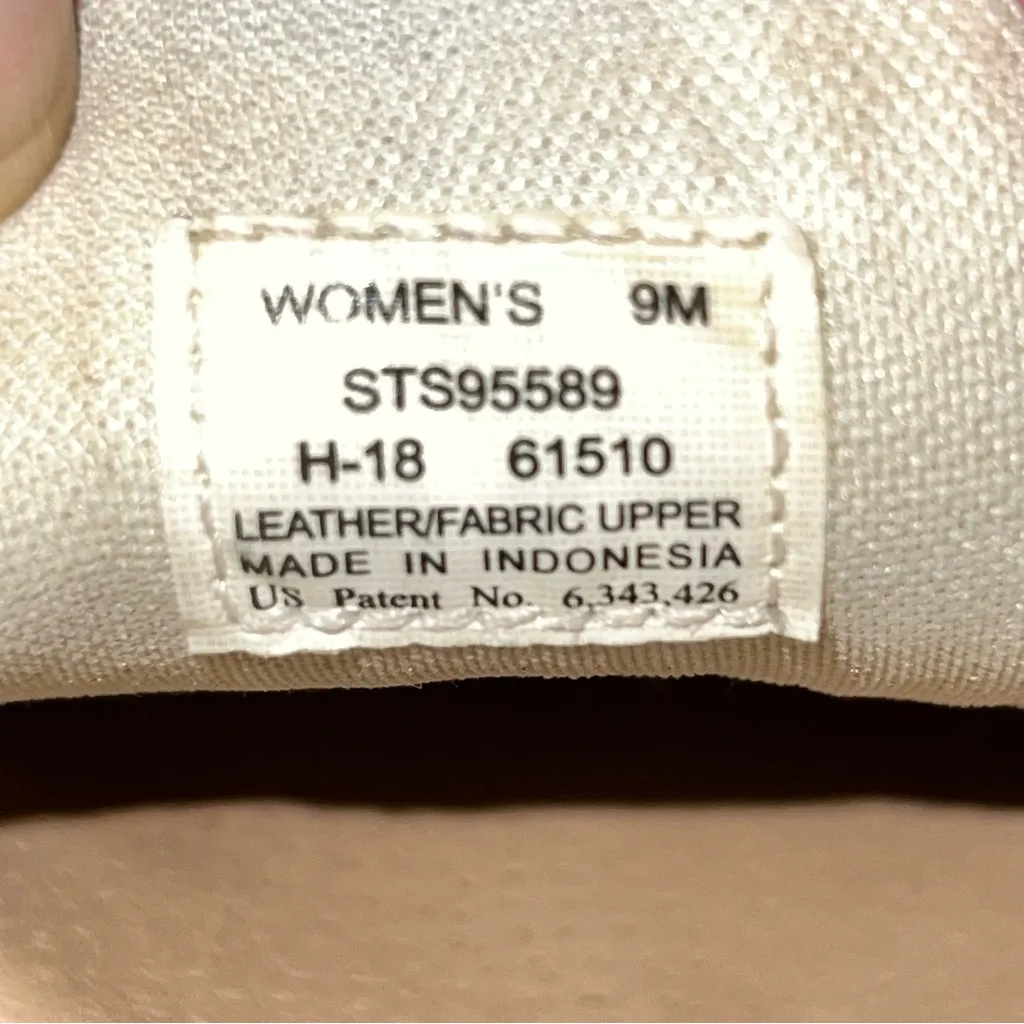 WOMEN'S 9M
STS95589
H-18 61510
LEATHER/FABRIC UPPER
MADE IN INDONESIA
US Patent No. 6,343,426